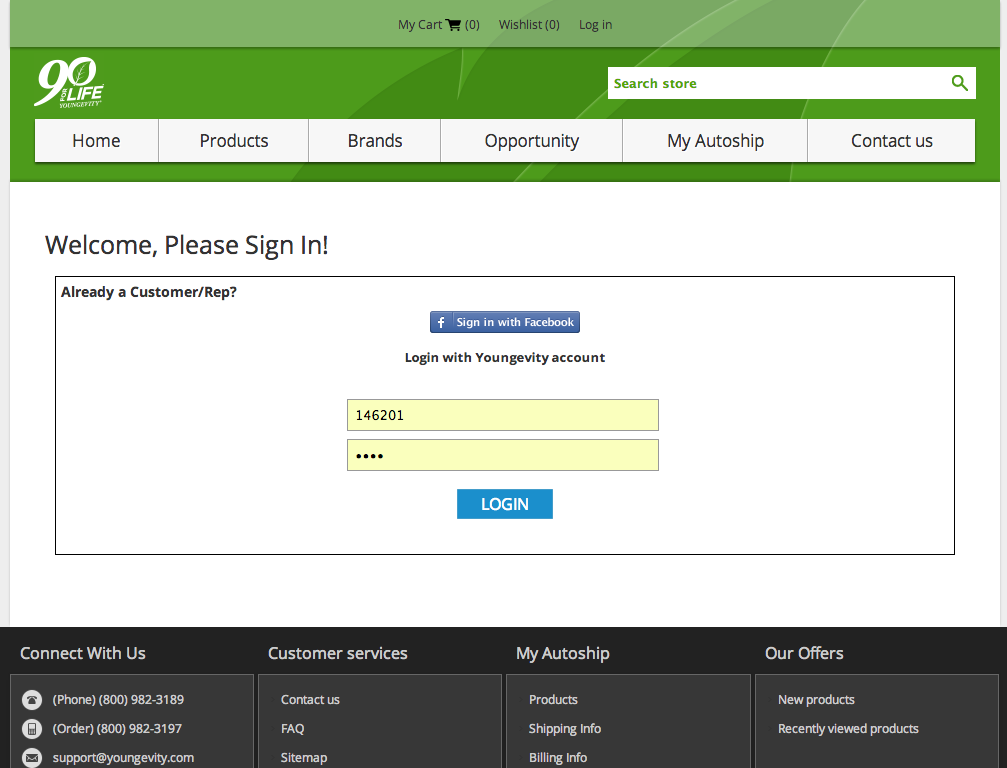 My Cart (0) Wishlist (0) Log in
90 FOR LIFE
YOUNGEVITY
Search store
Home Products Brands Opportunity My Autoship Contact us
Welcome, Please Sign In!
Already a Customer/Rep?
f Sign in with Facebook
Login with Youngevity account
146201
••••
LOGIN
Connect With Us Customer services My Autoship Our Offers
(Phone) (800) 982-3189 Contact us Products New products
(Order) (800) 982-3197 FAQ Shipping Info Recently viewed products
support@youngevity.com Sitemap Billing Info